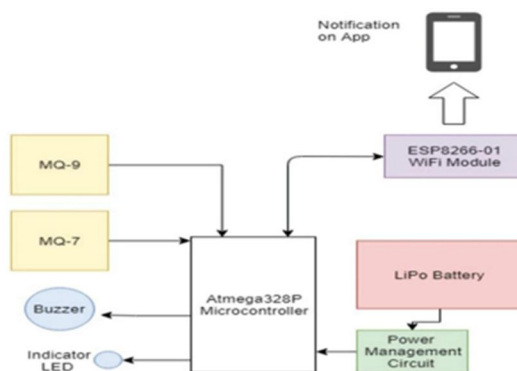 Notification
on App
ESP8266-01
WiFi Module
MQ-9
MQ-7
Atmega328P
Microcontroller
LiPo Battery
Buzzer
Indicator
LED
Power
Management
Circuit